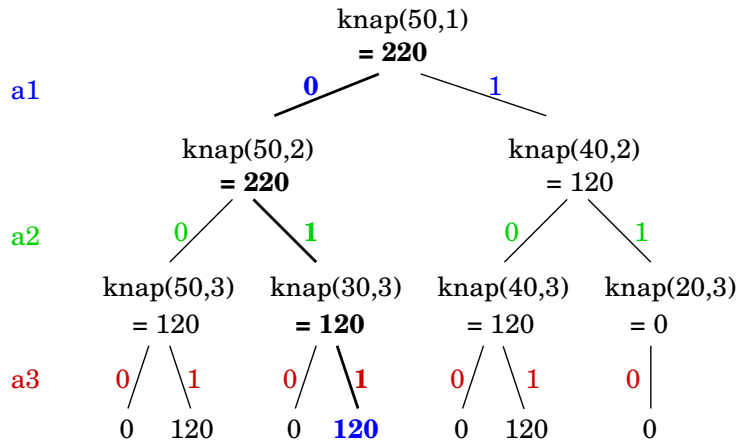 knap(50,1)
= 220
a1 0 1
knap(50,2) knap(40,2)
= 220 = 120
a2 0 1 0 1
knap(50,3) knap(30,3) knap(40,3) knap(20,3)
= 120 = 120 = 120 = 0
a3 0 1 0 1 0 1 0
0 120 0 120 0 120 0